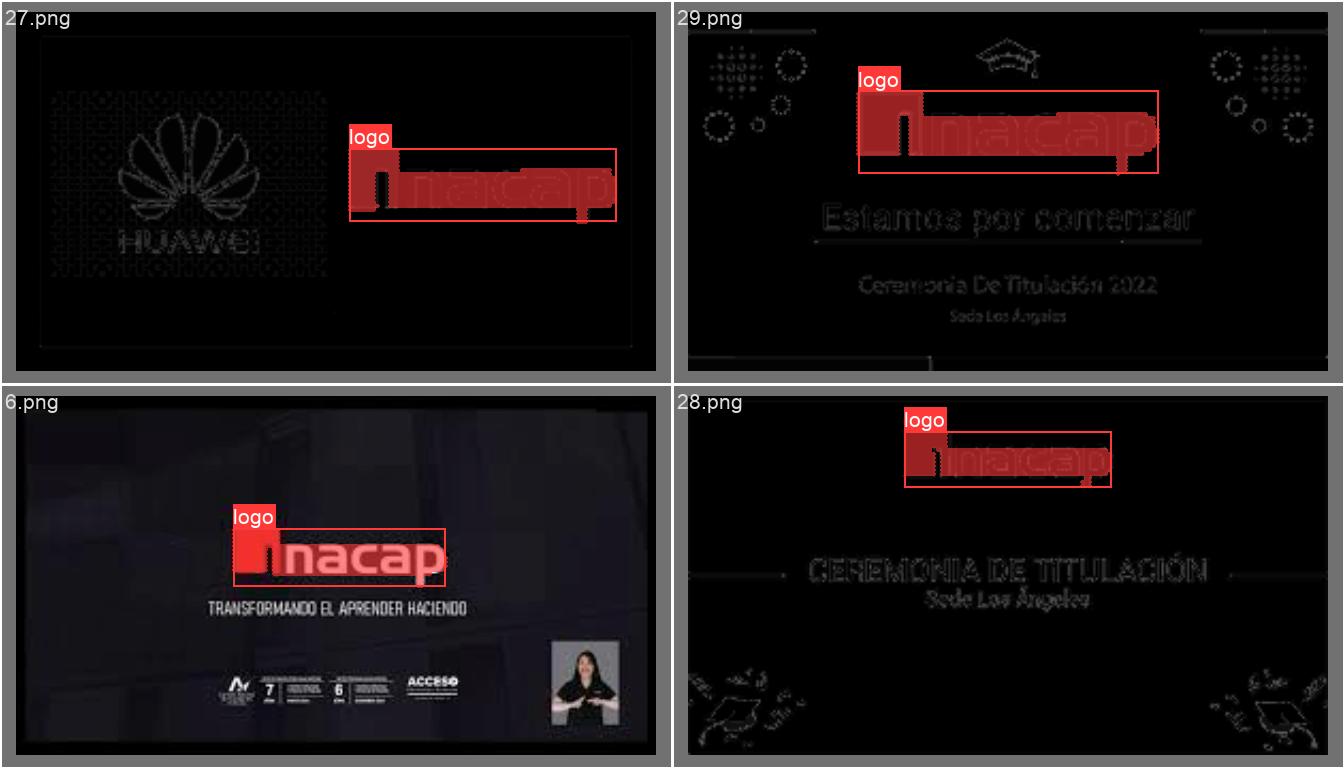 27.png
logo
inacap
HUAWEI
29.png
logo
inacap
Estamos por comenzar
Ceremonia De Titulación 2022
Sede Los Ángeles
6.png
logo
inacap
TRANSFORMANDO EL APRENDER HACIENDO
7
6
ACCESO
28.png
logo
inacap
CEREMONIA DE TITULACIÓN
Sede Los Ángeles